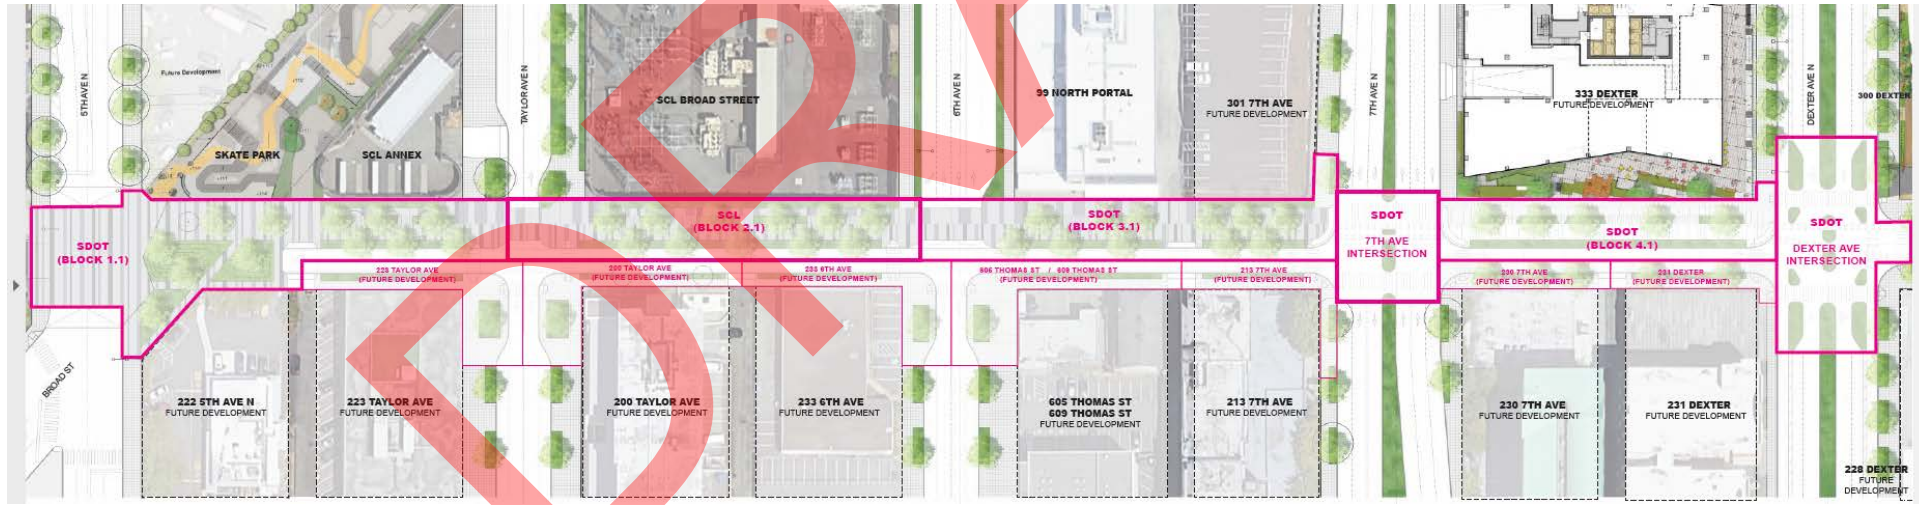 5TH AVE N
Future Development
SKATE PARK
SCL ANNEX
TAYLOR AVE N
SCL BROAD STREET
6TH AVE N
99 NORTH PORTAL
301 7TH AVE
FUTURE DEVELOPMENT
7TH AVE N
333 DEXTER
FUTURE DEVELOPMENT
DEXTER AVE N
300 DEXTER
SDOT
(BLOCK 1.1)
SCL
(BLOCK 2.1)
SDOT
(BLOCK 3.1)
SDOT
7TH AVE
INTERSECTION
SDOT
(BLOCK 4.1)
SDOT
DEXTER AVE
INTERSECTION
223 TAYLOR AVE
(FUTURE DEVELOPMENT)
200 TAYLOR AVE
(FUTURE DEVELOPMENT)
233 6TH AVE
(FUTURE DEVELOPMENT)
605 THOMAS ST / 609 THOMAS ST
(FUTURE DEVELOPMENT)
213 7TH AVE
(FUTURE DEVELOPMENT)
230 7TH AVE
(FUTURE DEVELOPMENT)
231 DEXTER
(FUTURE DEVELOPMENT)
BROAD ST
222 5TH AVE N
FUTURE DEVELOPMENT
223 TAYLOR AVE
FUTURE DEVELOPMENT
200 TAYLOR AVE
FUTURE DEVELOPMENT
233 6TH AVE
FUTURE DEVELOPMENT
605 THOMAS ST
609 THOMAS ST
FUTURE DEVELOPMENT
213 7TH AVE
FUTURE DEVELOPMENT
230 7TH AVE
FUTURE DEVELOPMENT
231 DEXTER
FUTURE DEVELOPMENT
228 DEXTER
FUTURE
DEVELOPMENT